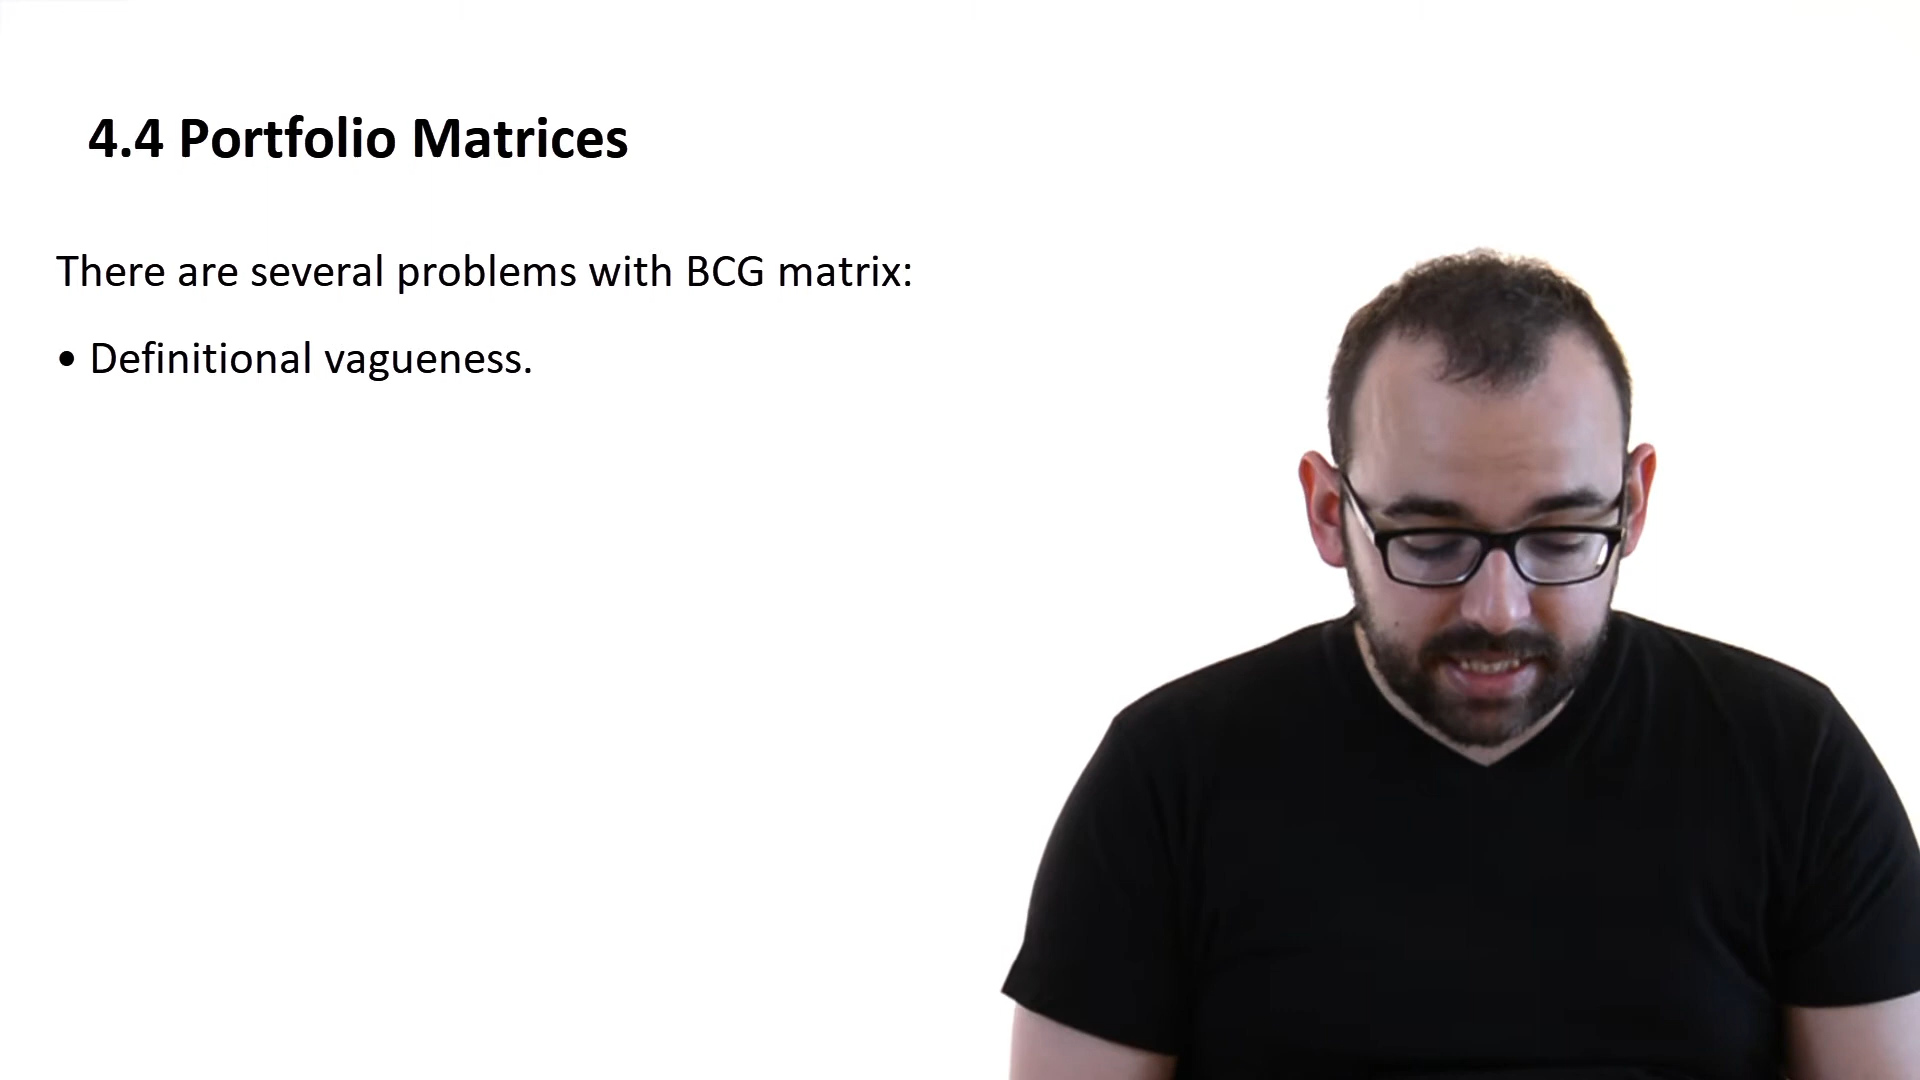 4.4 Portfolio Matrices
There are several problems with BCG matrix:
• Definitional vagueness.